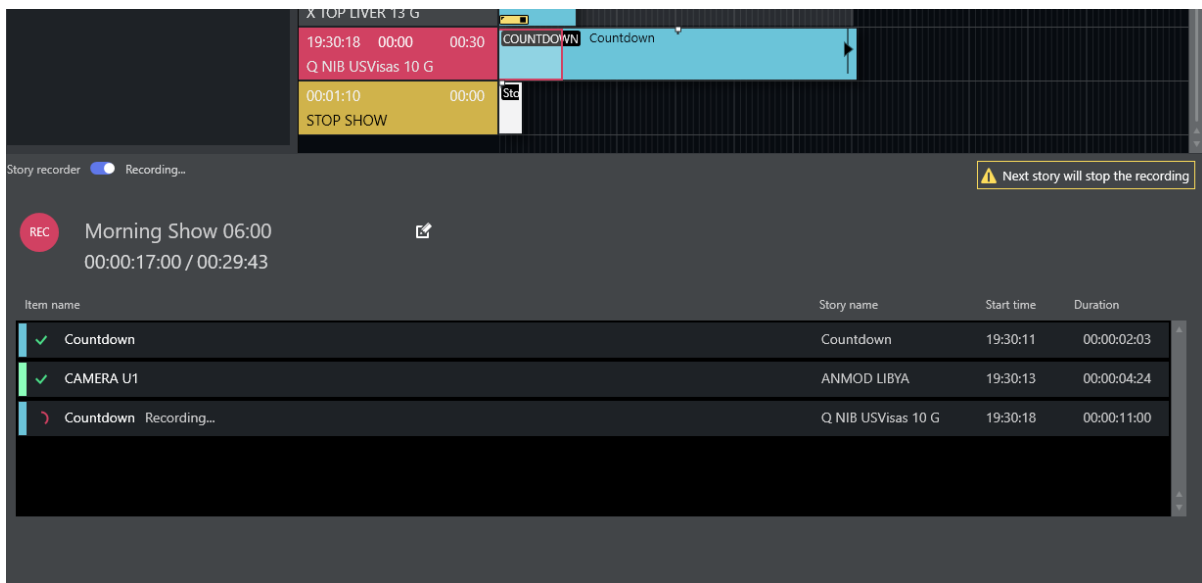 X TOP LIVER 13 G
19:30:18 00:00 00:30 COUNTDOWN Countdown
Q NIB USVisas 10 G
00:01:10 00:00 Sto
STOP SHOW
Story recorder Recording... Next story will stop the recording
REC Morning Show 06:00
00:00:17:00 / 00:29:43
Item name Story name Start time Duration
Countdown Countdown 19:30:11 00:00:02:03
CAMERA U1 ANMOD LIBYA 19:30:13 00:00:04:24
Countdown Recording... Q NIB USVisas 10 G 19:30:18 00:00:11:00